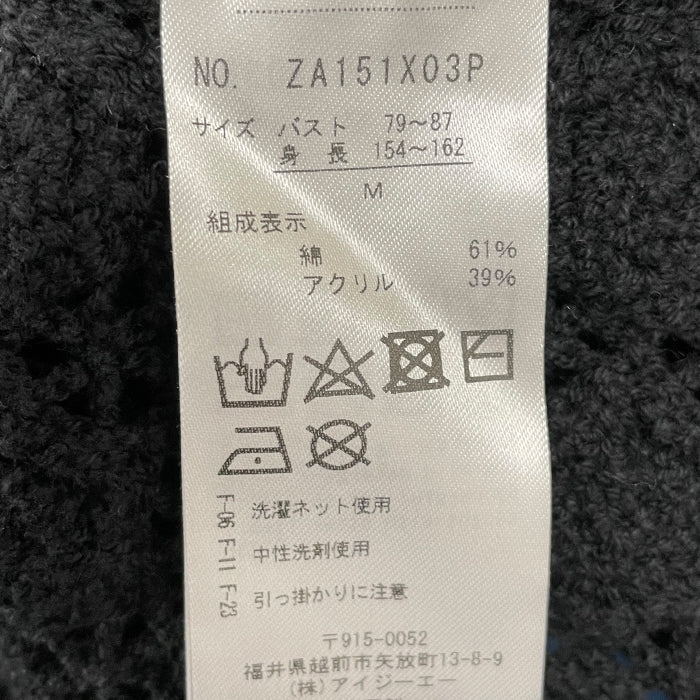 NO. ZA151X03P
サイズ バスト 79～87
身 長 154～162
M
組成表示
綿 61%
アクリル 39%
F-06 洗濯ネット使用
F-11 中性洗剤使用
F-23 引っ掛かりに注意
〒915-0052
福井県越前市矢放町13-8-9
(株)アイジーエー